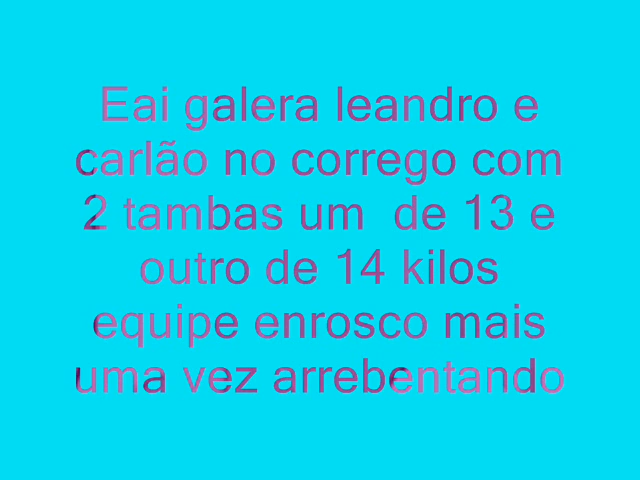 Eai galera leandro e
carlão no corrego com
2 tambas um  de 13 e
outro de 14 kilos
equipe enrosco mais
uma vez arrebentando